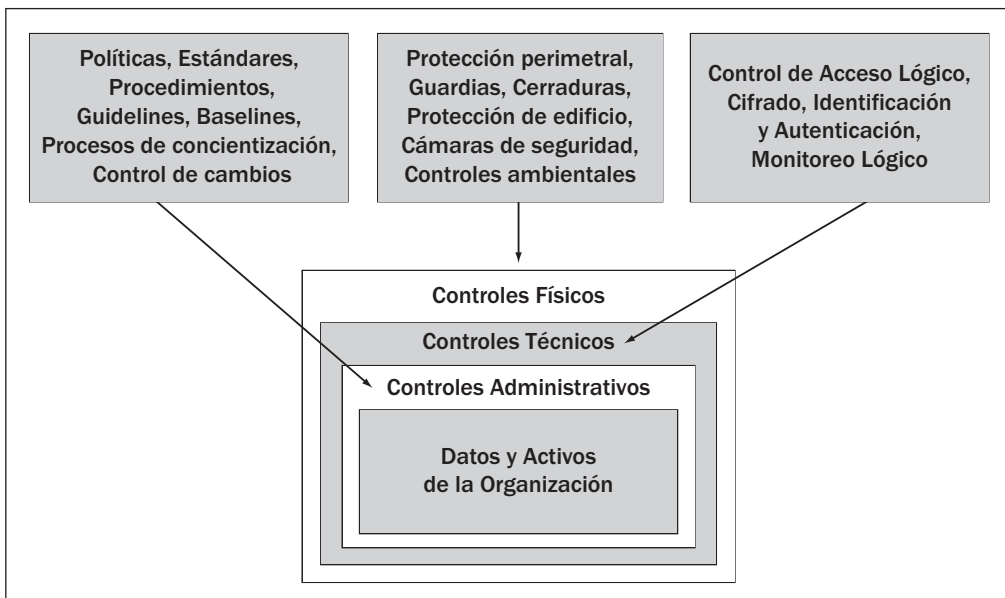 Políticas, Estándares,
Procedimientos,
Guidelines, Baselines,
Procesos de concientización,
Control de cambios
Protección perimetral,
Guardias, Cerraduras,
Protección de edificio,
Cámaras de seguridad,
Controles ambientales
Control de Acceso Lógico,
Cifrado, Identificación
y Autenticación,
Monitoreo Lógico
Controles Físicos
Controles Técnicos
Controles Administrativos
Datos y Activos
de la Organización